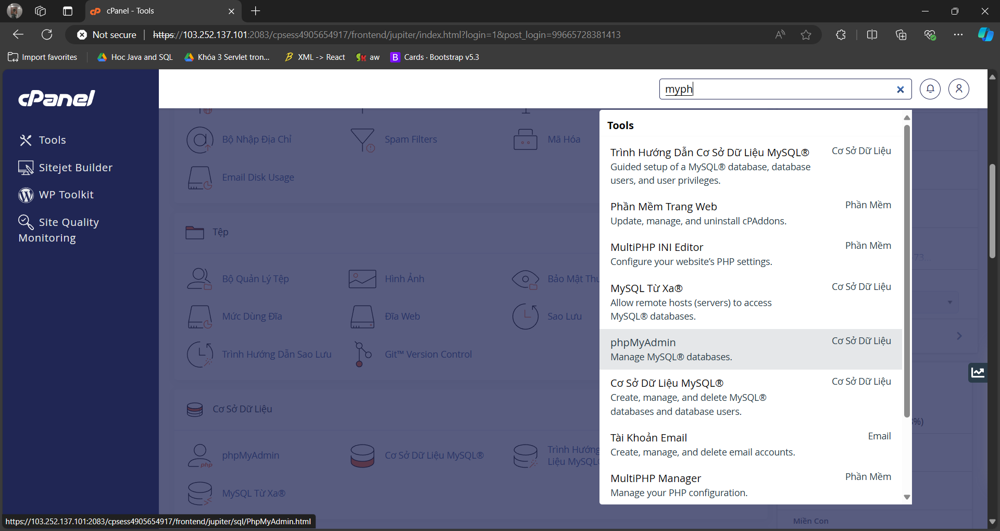 cPanel - Tools
Not secure
https://103.252.137.101:2083/cpsess4905654917/frontend/jupiter/index.html?login=1&post_login=99665728381413
Import favorites
Hoc Java and SQL
Khóa 3 Servlet tron...
XML -> React
aw
Cards · Bootstrap v5.3
cPanel
myph
Tools
Sitejet Builder
WP Toolkit
Site Quality
Monitoring
Bộ Nhập Địa Chỉ
Spam Filters
Mã Hóa
Email Disk Usage
Tệp
Bộ Quản Lý Tệp
Hình Ảnh
Bảo Mật Thư
Mức Dùng Đĩa
Đĩa Web
Sao Lưu
Trình Hướng Dẫn Sao Lưu
Git™ Version Control
Cơ Sở Dữ Liệu
phpMyAdmin
Cơ Sở Dữ Liệu MySQL®
Trình Hướng
Liệu MySQL®
MySQL Từ Xa®
Tools
Trình Hướng Dẫn Cơ Sở Dữ Liệu MySQL®
Cơ Sở Dữ Liệu
Guided setup of a MySQL® database, database
users, and user privileges.
Phần Mềm Trang Web
Phần Mềm
Update, manage, and uninstall cPAddons.
MultiPHP INI Editor
Phần Mềm
Configure your website’s PHP settings.
MySQL Từ Xa®
Cơ Sở Dữ Liệu
Allow remote hosts (servers) to access
MySQL® databases.
phpMyAdmin
Cơ Sở Dữ Liệu
Manage MySQL® databases.
Cơ Sở Dữ Liệu MySQL®
Cơ Sở Dữ Liệu
Create, manage, and delete MySQL®
databases and database users.
Tài Khoản Email
Email
Create, manage, and delete email accounts.
MultiPHP Manager
Phần Mềm
Manage your PHP configuration.
73...
%)
Miền Con
https://103.252.137.101:2083/cpsess4905654917/frontend/jupiter/sql/PhpMyAdmin.html